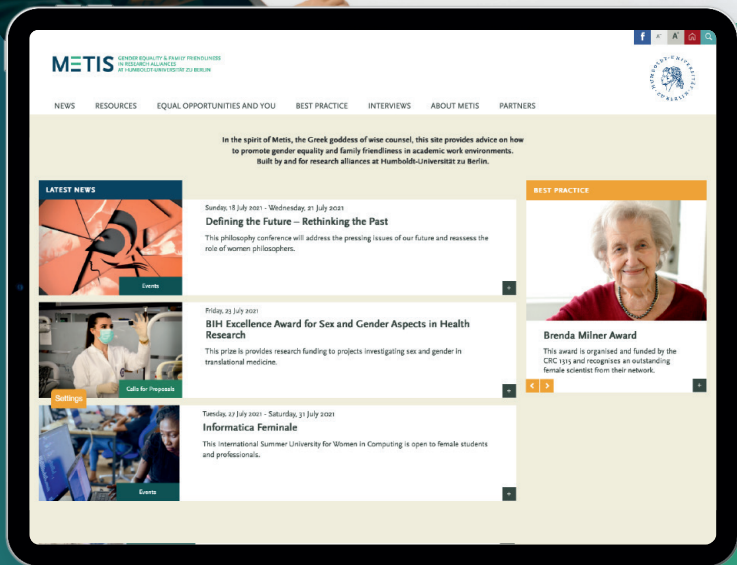 f
A
METIS
GENDER EQUALITY & FAMILY FRIENDLINESS
IN RESEARCH ALLIANCES
AT HUMBOLDT-UNIVERSITÄT ZU BERLIN
NEWS RESOURCES EQUAL OPPORTUNITIES AND YOU BEST PRACTICE INTERVIEWS ABOUT METIS PARTNERS
In the spirit of Metis, the Greek goddess of wise counsel, this site provides advice on how
to promote gender equality and family friendliness in academic work environments.
Built by and for research alliances at Humboldt-Universität zu Berlin.
LATEST NEWS
Sunday, 18 July 2021 - Wednesday, 21 July 2021
Defining the Future – Rethinking the Past
This philosophy conference will address the pressing issues of our future and reassess the
role of women philosophers.
Events
+
Friday, 23 July 2021
BIH Excellence Award for Sex and Gender Aspects in Health
Research
This prize is provides research funding to projects investigating sex and gender in
translational medicine.
Calls for Proposals
+
Settings
Tuesday, 27 July 2021 - Saturday, 31 July 2021
Informatica Feminale
This International Summer University for Women in Computing is open to female students
and professionals.
Events
+
BEST PRACTICE
Brenda Milner Award
This award is organised and funded by the
CRC 1315 and recognises an outstanding
female scientist from their network.
< >
+